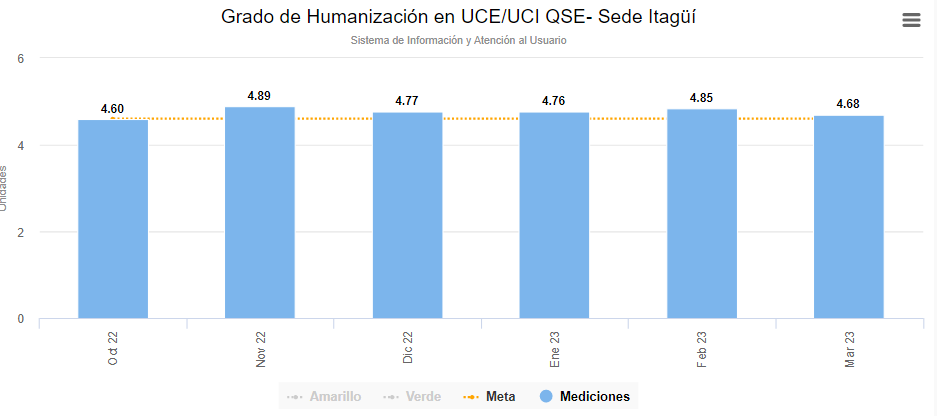 Grado de Humanización en UCE/UCI QSE- Sede Itagüí
Sistema de Información y Atención al Usuario
6
4
2
0
Unidades
4.60
4.89
4.77
4.76
4.85
4.68
Oct 22
Nov 22
Dic 22
Ene 23
Feb 23
Mar 23
Amarillo
Verde
Meta
Mediciones